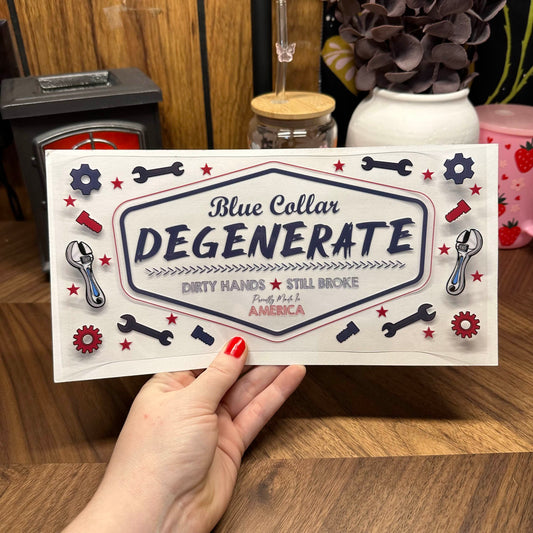 Blue Collar
DEGENERATE
DIRTY HANDS ★ STILL BROKE
Proudly Made In
AMERICA